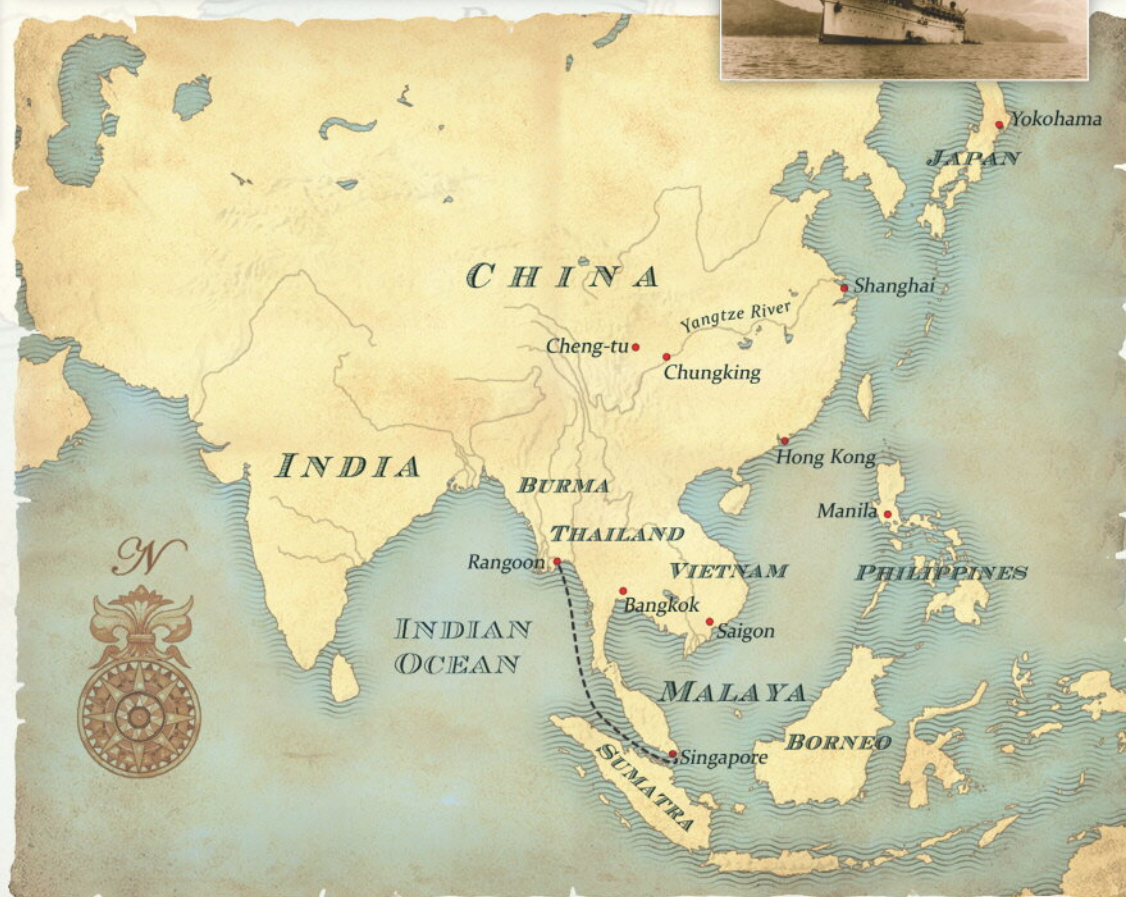 Yokohama
JAPAN
CHINA
Shanghai
Yangtze River
Cheng-tu
Chungking
Hong Kong
INDIA
BURMA
Manila
THAILAND
N
Rangoon
VIETNAM
PHILIPPINES
Bangkok
INDIAN
OCEAN
Saigon
MALAYA
BORNEO
Singapore
SUMATRA